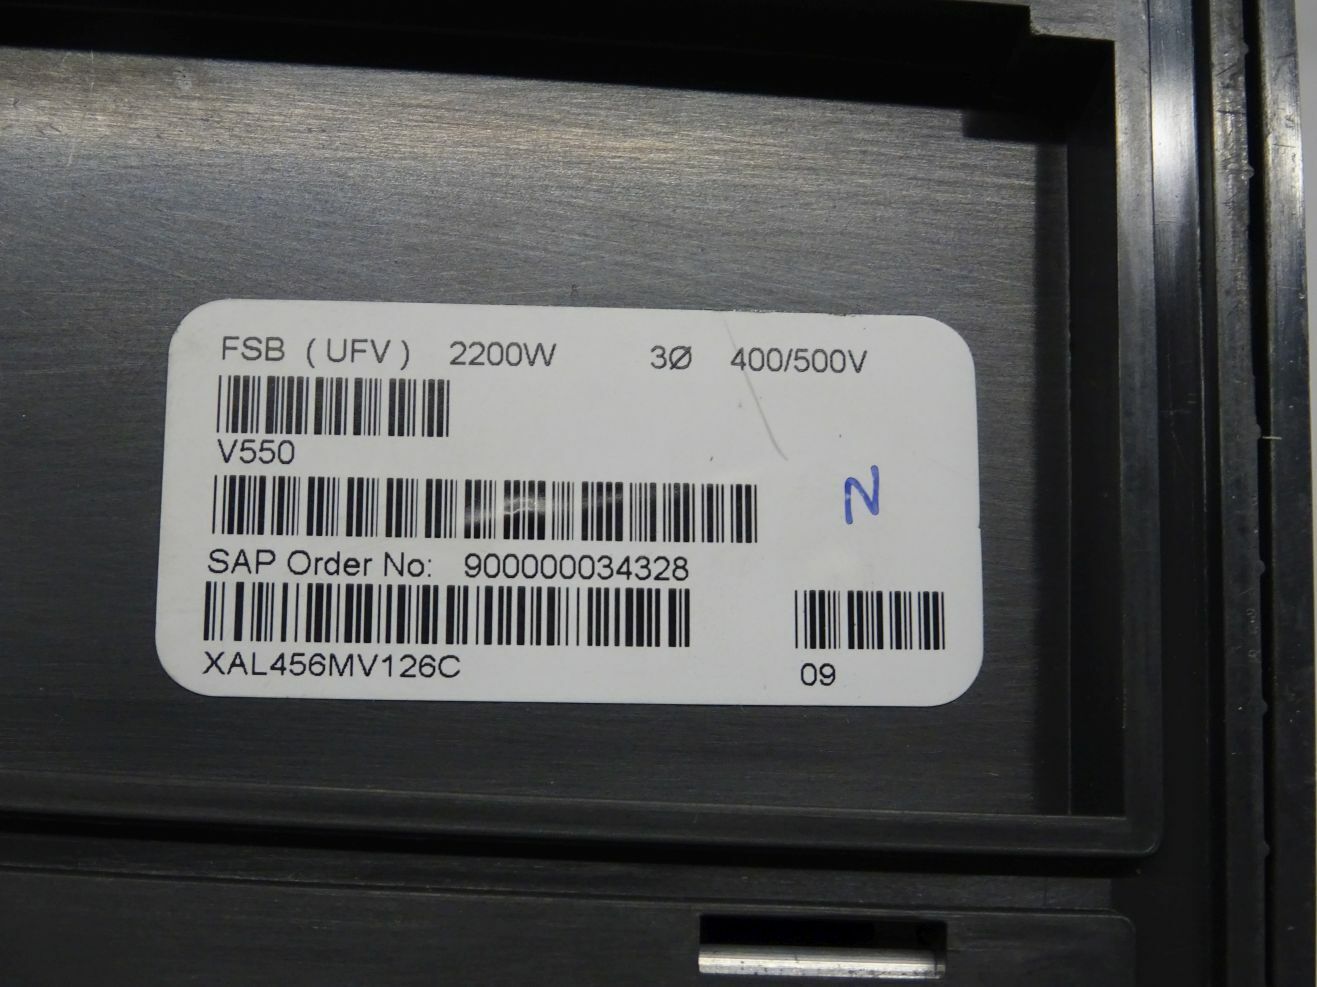 FSB ( UFV ) 2200W 3Ø 400/500V
V550
N
SAP Order No: 900000034328
XAL456MV126C
09